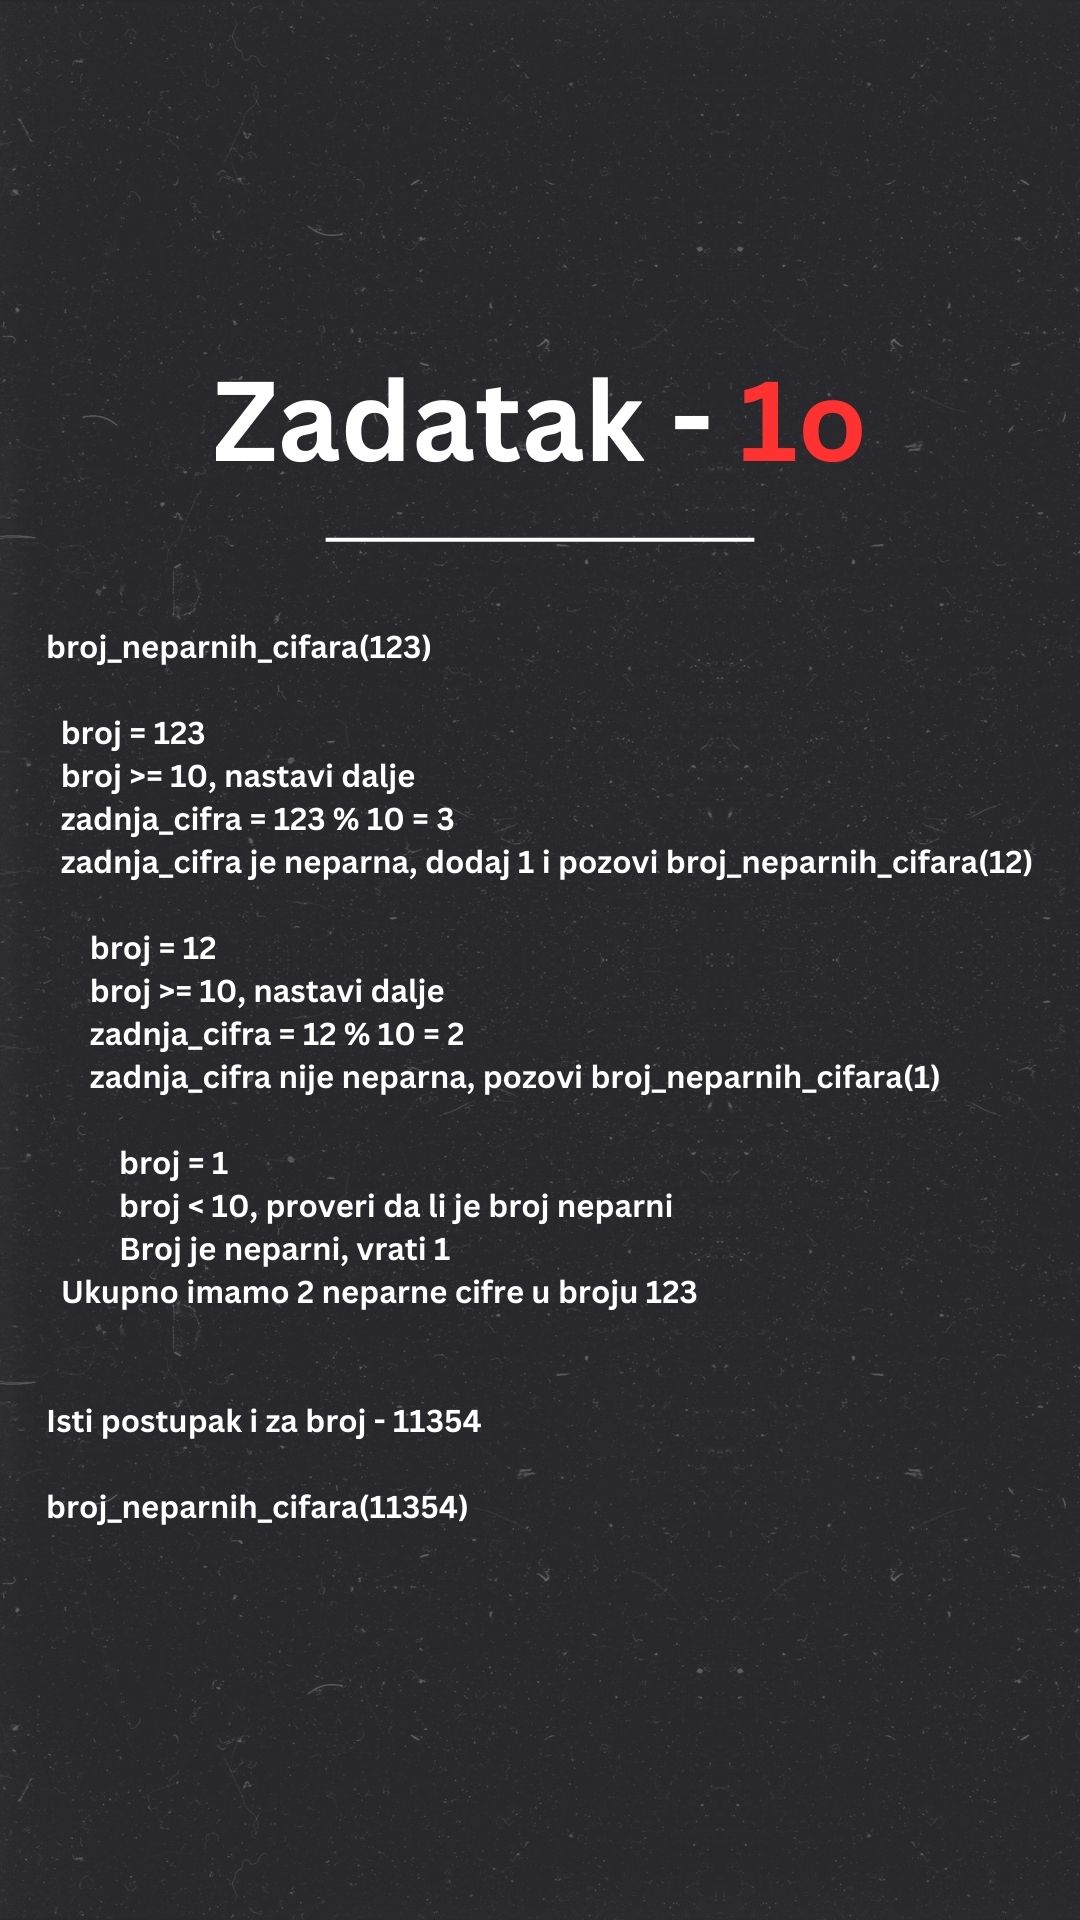 Zadatak - 1o
broj_neparnih_cifara(123)
broj = 123
broj >= 10, nastavi dalje
zadnja_cifra = 123 % 10 = 3
zadnja_cifra je neparna, dodaj 1 i pozovi broj_neparnih_cifara(12)
broj = 12
broj >= 10, nastavi dalje
zadnja_cifra = 12 % 10 = 2
zadnja_cifra nije neparna, pozovi broj_neparnih_cifara(1)
broj = 1
broj < 10, proveri da li je broj neparni
Broj je neparni, vrati 1
Ukupno imamo 2 neparne cifre u broju 123
Isti postupak i za broj - 11354
broj_neparnih_cifara(11354)